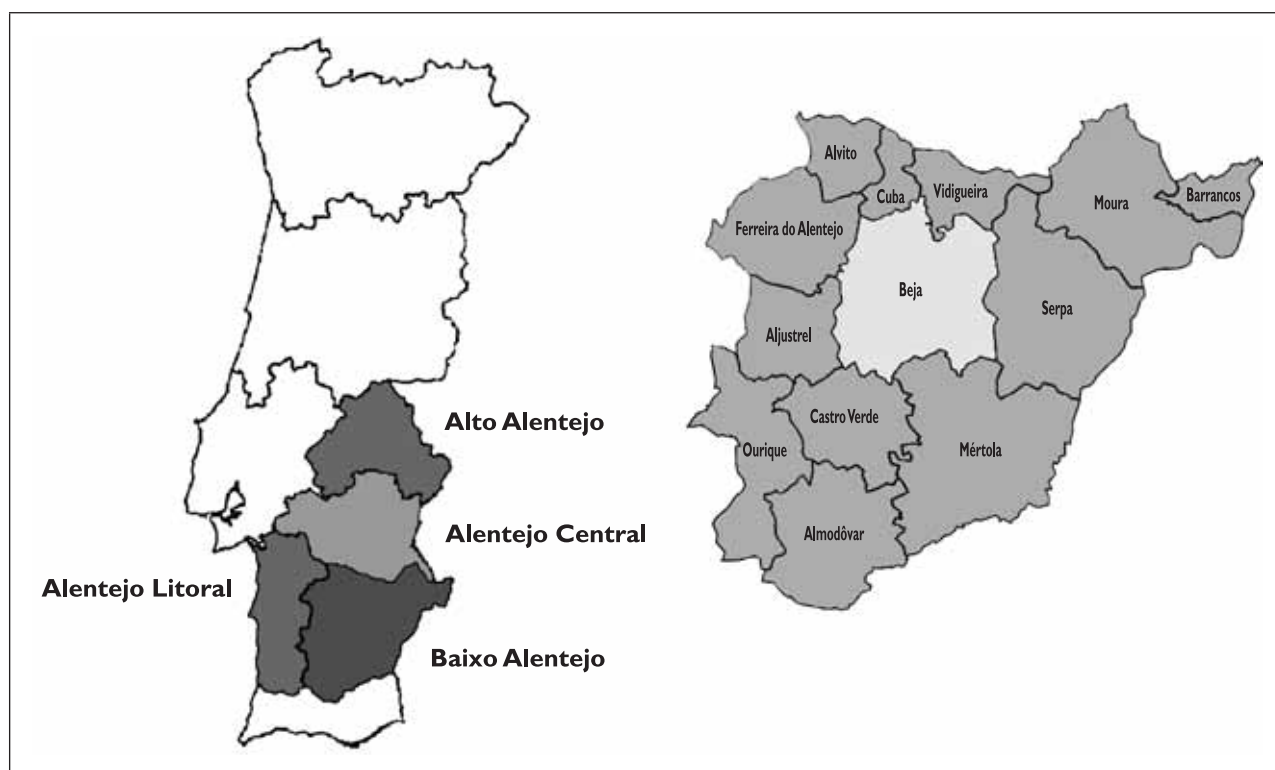 Alto Alentejo
Alentejo Central
Alentejo Litoral
Baixo Alentejo
Alvito
Cuba
Vidigueira
Moura
Barrancos
Ferreira do Alentejo
Beja
Serpa
Aljustrel
Castro Verde
Ourique
Mértola
Almodôvar